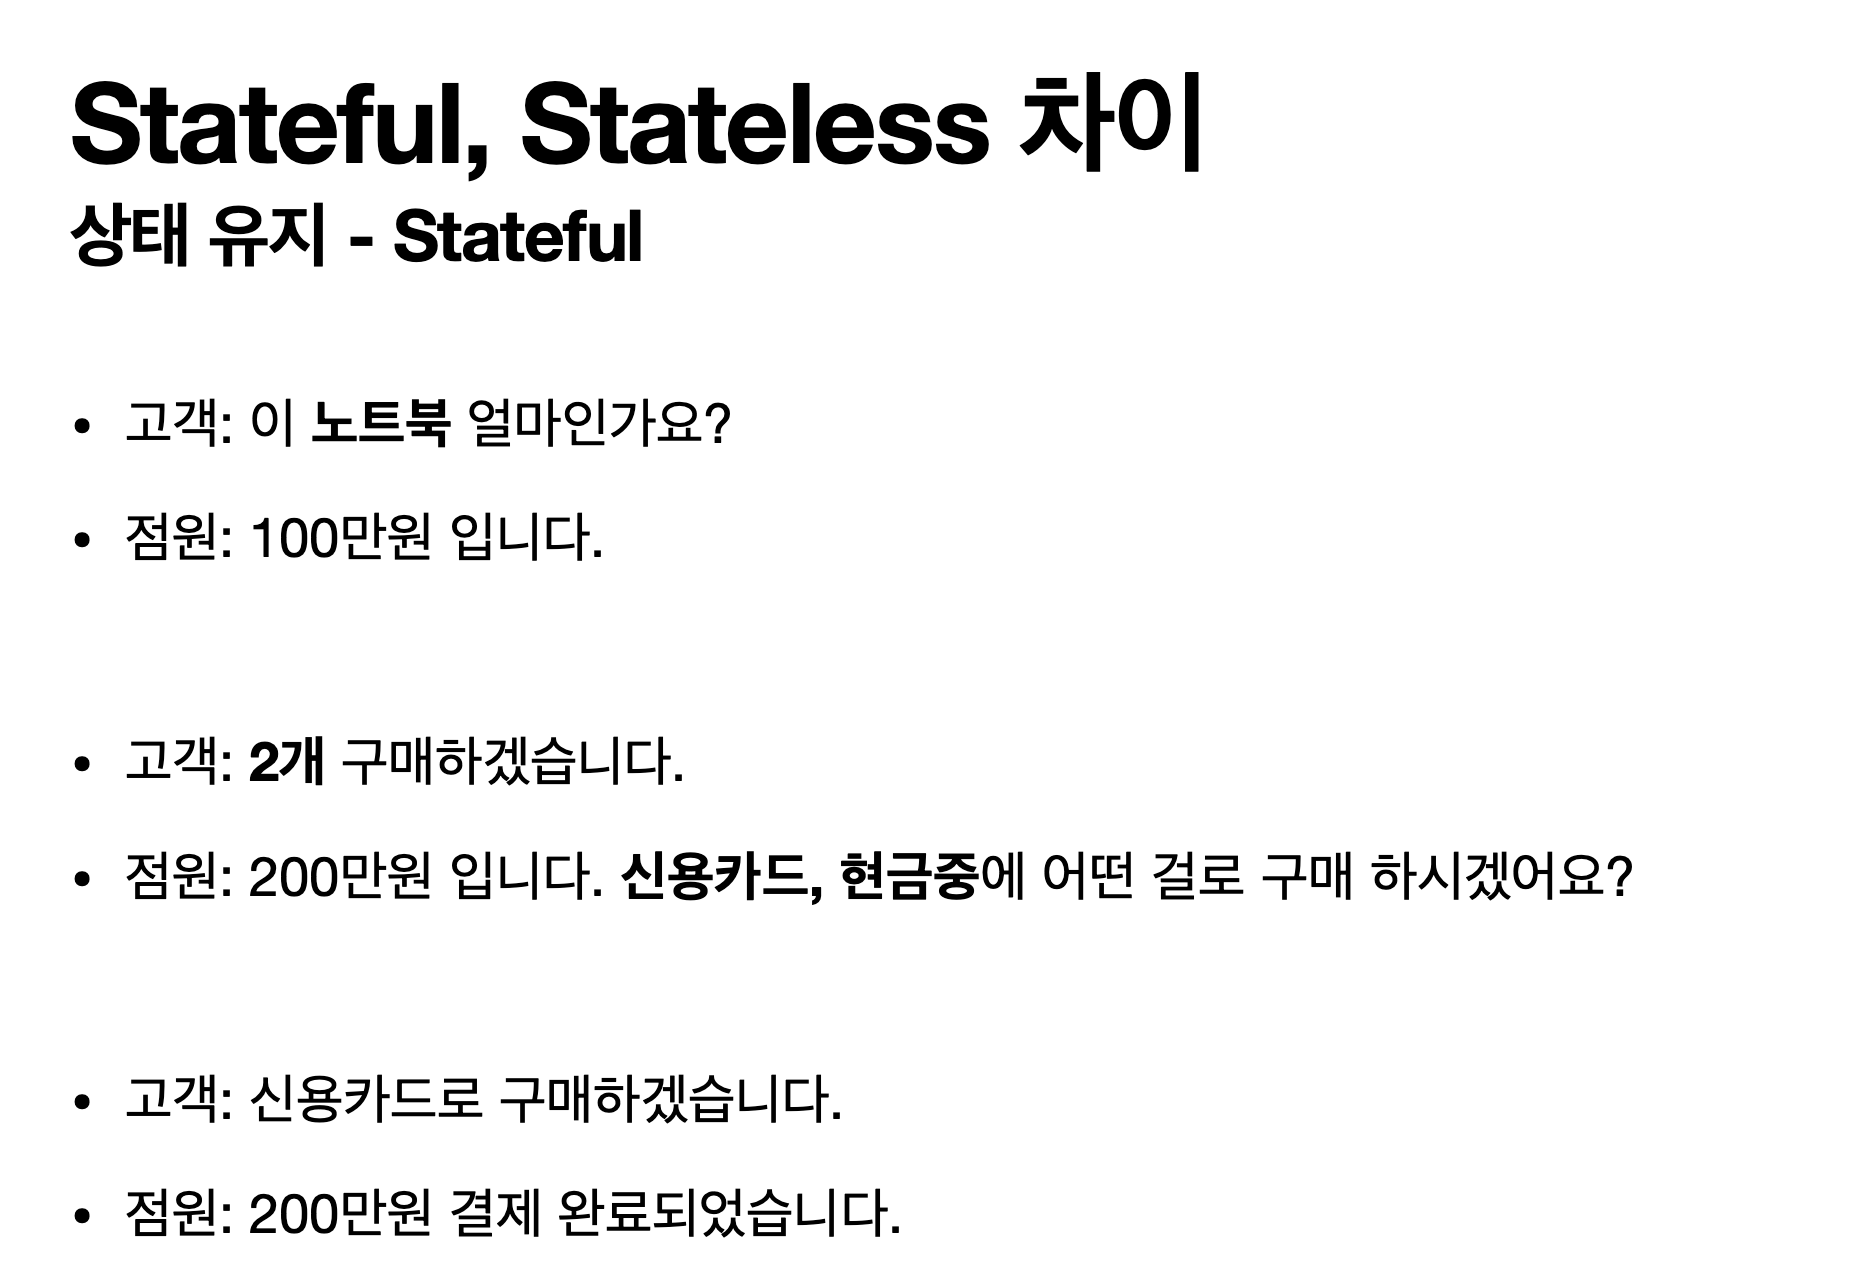 Stateful, Stateless 차이
상태 유지 - Stateful
• 고객: 이 노트북 얼마인가요?
• 점원: 100만원 입니다.
• 고객: 2개 구매하겠습니다.
• 점원: 200만원 입니다. 신용카드, 현금중에 어떤 걸로 구매 하시겠어요?
• 고객: 신용카드로 구매하겠습니다.
• 점원: 200만원 결제 완료되었습니다.